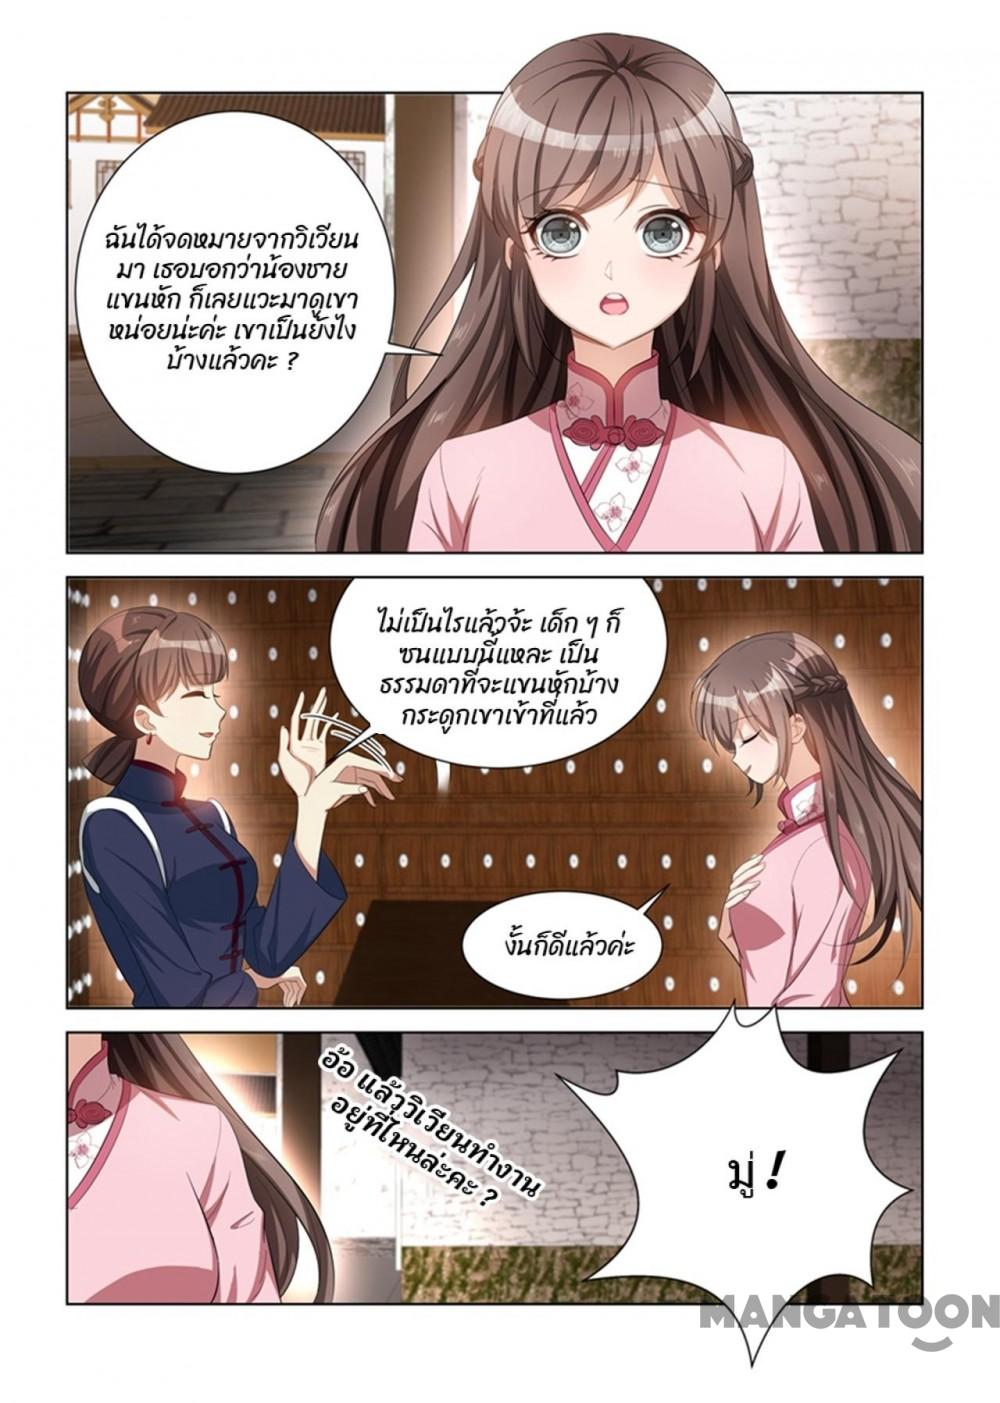 ฉันได้จดหมายจากวิเวียน
มา เธอบอกว่าน้องชาย
แขนหัก ก็เลยแวะมาดูเขา
หน่อยน่ะค่ะ เขาเป็นยังไง
บ้างแล้วคะ ?
ไม่เป็นไรแล้วจ้ะ เด็ก ๆ ก็
ซนแบบนี้แหละ เป็น
ธรรมดาที่จะแขนหักบ้าง
กระดูกเขาเข้าที่แล้ว
งั้นก็ดีแล้วค่ะ
อ้อ แล้ววิเวียนทำงาน
อยู่ที่ไหนล่ะคะ ?
มู่ !
MANGATOON